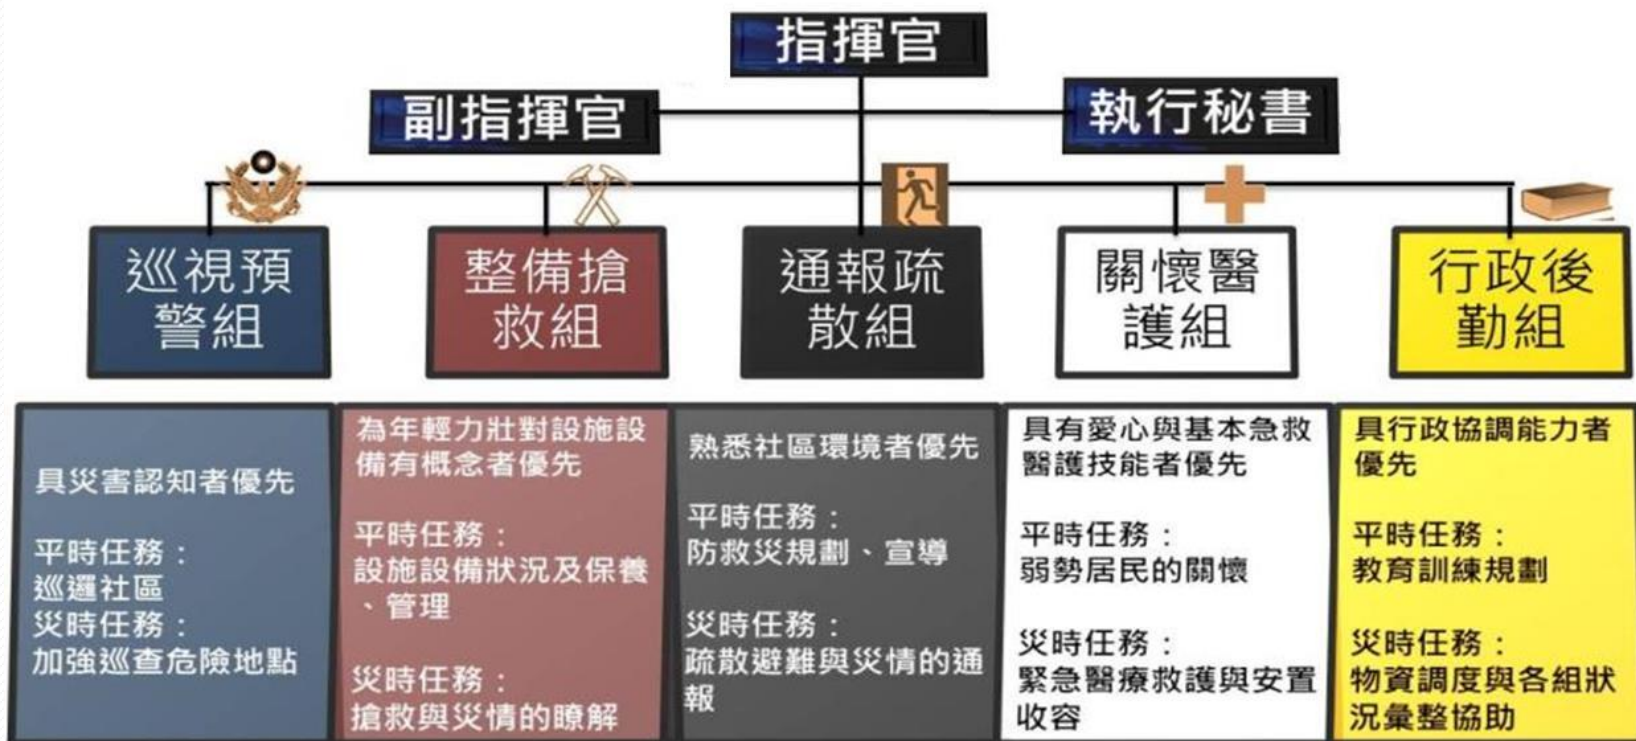 指揮官
副指揮官
執行秘書
巡視預
警組
整備搶
救組
通報疏
散組
關懷醫
護組
行政後
勤組
具災害認知者優先
平時任務：
巡邏社區
災時任務：
加強巡查危險地點
為年輕力壯對設施設
備有概念者優先
平時任務：
設施設備狀況及保養
、管理
災時任務：
搶救與災情的瞭解
熟悉社區環境者優先
平時任務：
防救災規劃、宣導
災時任務：
疏散避難與災情的通
報
具有愛心與基本急救
醫護技能者優先
平時任務：
弱勢居民的關懷
災時任務：
緊急醫療救護與安置
收容
具行政協調能力者
優先
平時任務：
教育訓練規劃
災時任務：
物資調度與各組狀
況彙整協助